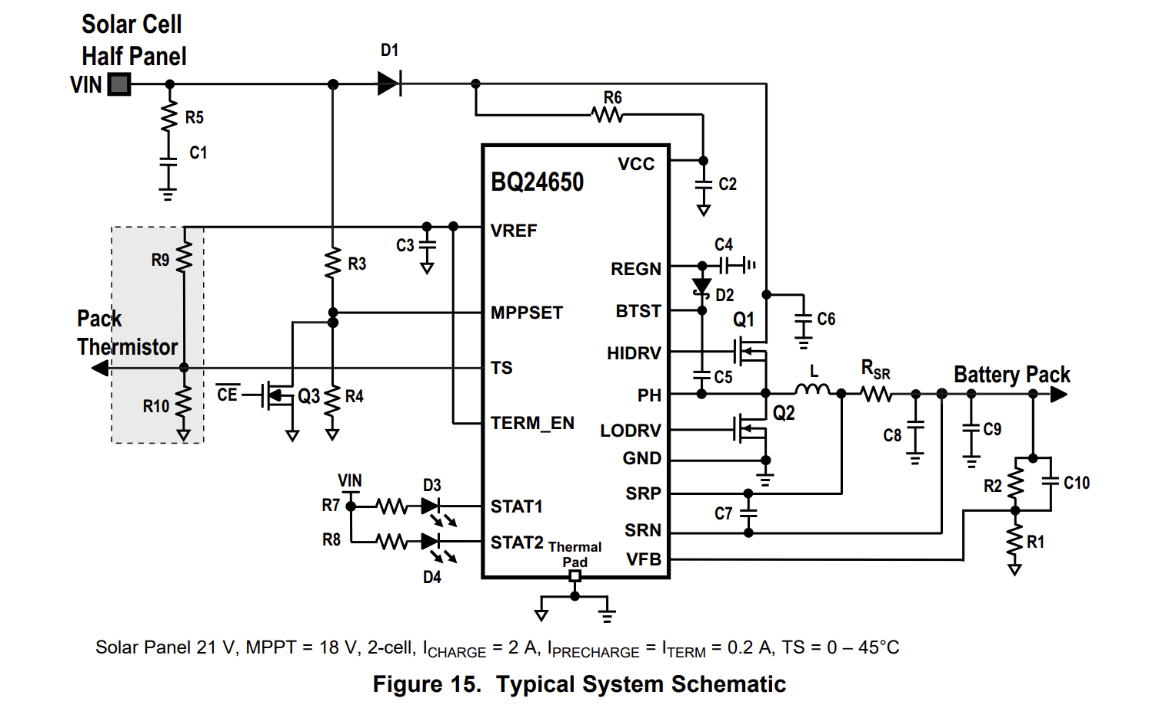 Solar Cell
Half Panel
VIN
D1
R5
C1
R6
VCC
C2
BQ24650
VREF
C3
R9
R3
REGN
C4
D2
BTST
MPPSET
Pack
Thermistor
Q1
C6
HIDRV
TS
C5
L
RSR
Battery Pack
PH
CE
Q3
R4
R10
Q2
TERM_EN
LODRV
C8
C9
GND
VIN
D3
SRP
R2
C10
R7
STAT1
C7
SRN
R8
STAT2
Thermal
Pad
VFB
R1
D4
Solar Panel 21 V, MPPT = 18 V, 2-cell, ICHARGE = 2 A, IPRECHARGE = ITERM = 0.2 A, TS = 0 – 45°C
Figure 15. Typical System Schematic